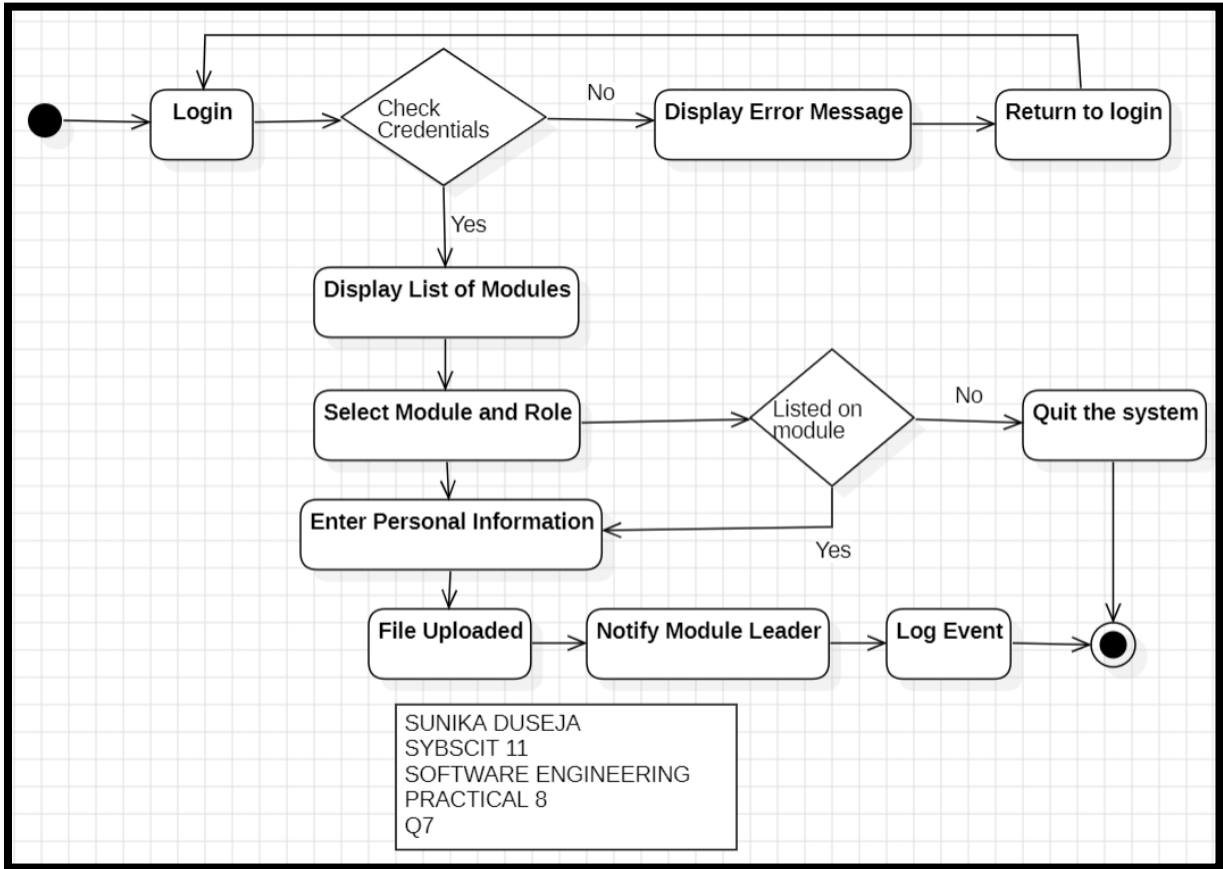 Login
Check
Credentials
No
Display Error Message
Return to login
Yes
Display List of Modules
Select Module and Role
Listed on
module
No
Quit the system
Enter Personal Information
Yes
File Uploaded
Notify Module Leader
Log Event
SUNIKA DUSEJA
SYBSCIT 11
SOFTWARE ENGINEERING
PRACTICAL 8
Q7